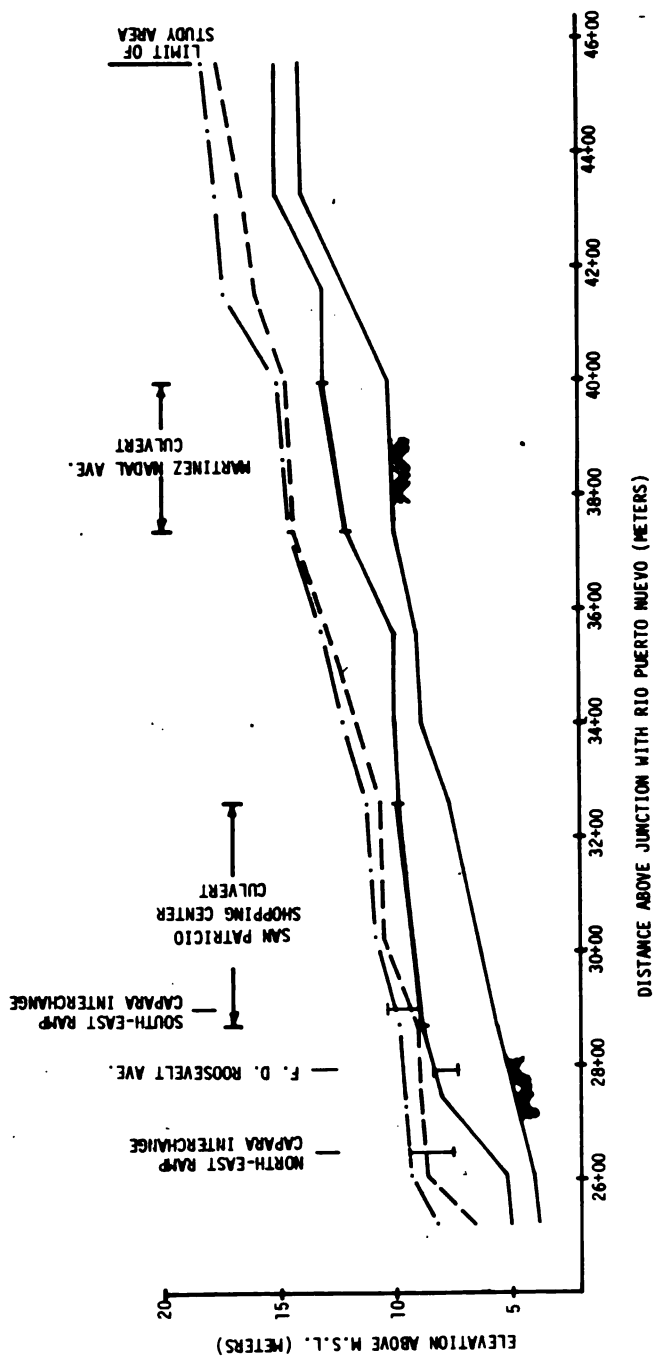 LIMIT OF
STUDY AREA
MARTINEZ NADAL AVE.
CULVERT
SAN PATRICIO
SHOPPING CENTER
CULVERT
SOUTH-EAST RAMP
CAPARA INTERCHANGE
F. D. ROOSEVELT AVE.
NORTH-EAST RAMP
CAPARA INTERCHANGE
20
15
10
5
ELEVATION ABOVE M.S.L. (METERS)
26+00
28+00
30+00
32+00
34+00
36+00
38+00
40+00
42+00
44+00
46+00
DISTANCE ABOVE JUNCTION WITH RIO PUERTO NUEVO (METERS)